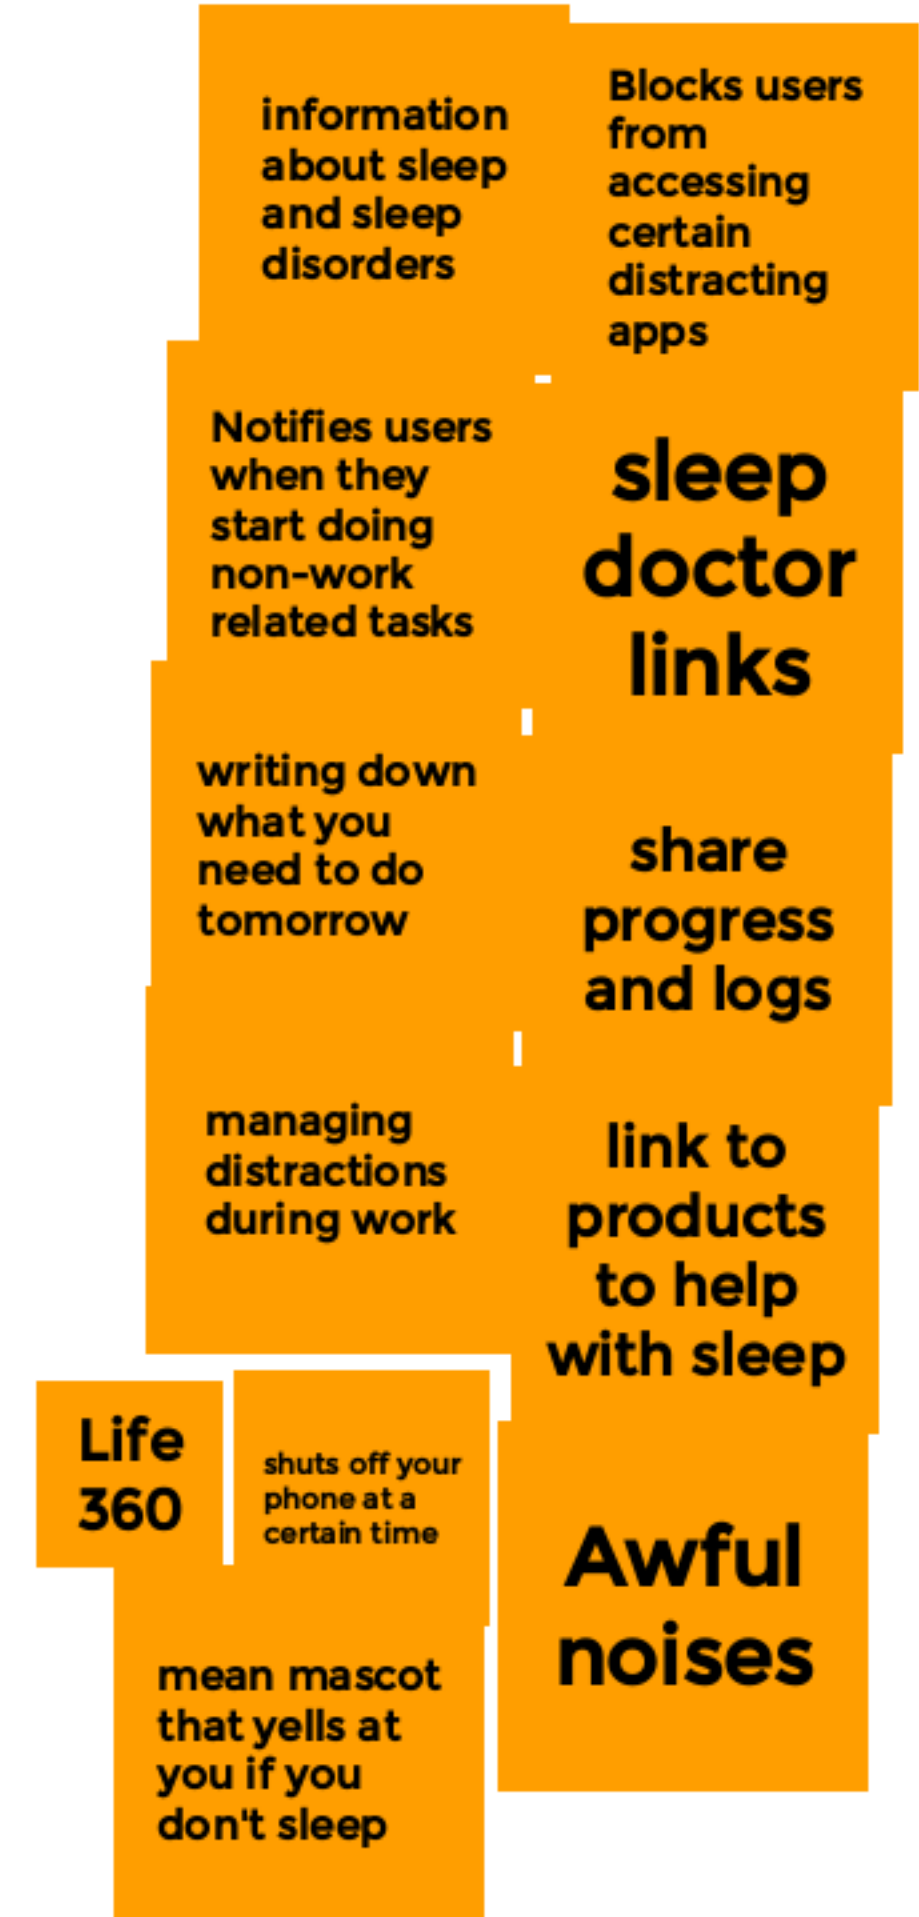 information
about sleep
and sleep
disorders
Blocks users
from
accessing
certain
distracting
apps
Notifies users
when they
start doing
non-work
related tasks
sleep
doctor
links
writing down
what you
need to do
tomorrow
share
progress
and logs
managing
distractions
during work
link to
products
to help
with sleep
Life
360
shuts off your
phone at a
certain time
Awful
noises
mean mascot
that yells at
you if you
don't sleep